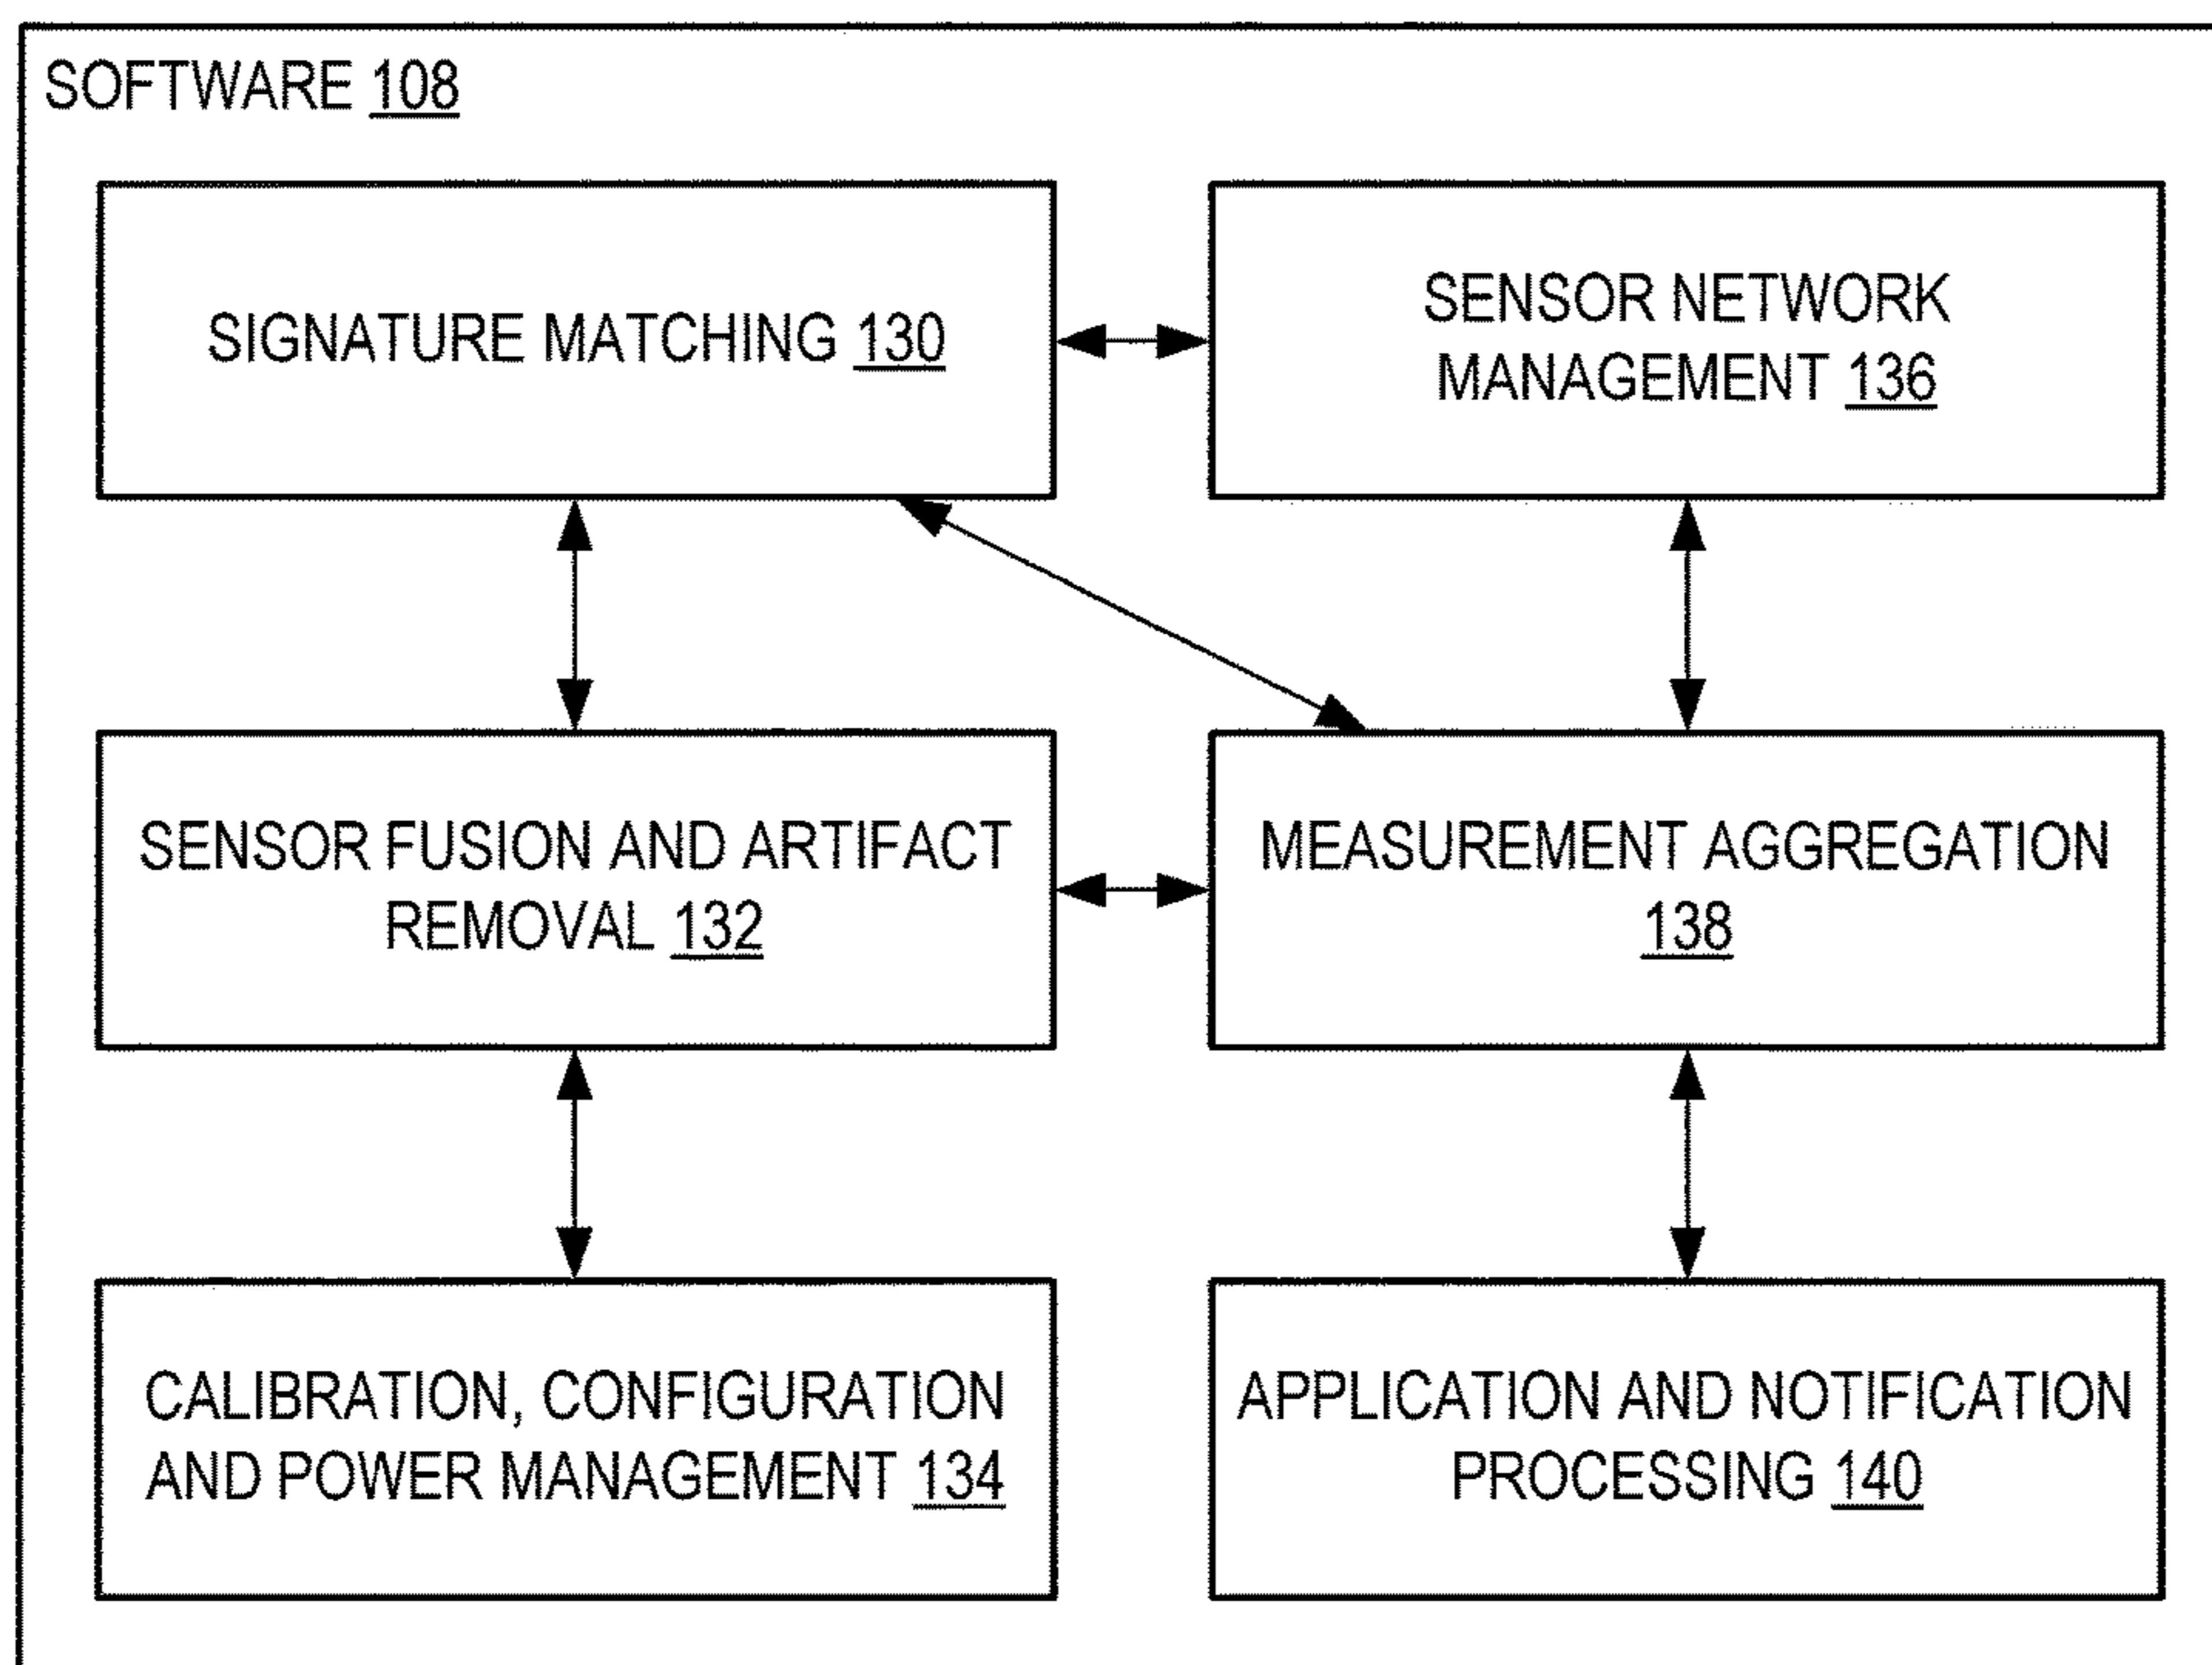 SOFTWARE 108
SIGNATURE MATCHING 130
SENSOR NETWORK
MANAGEMENT 136
SENSOR FUSION AND ARTIFACT
REMOVAL 132
MEASUREMENT AGGREGATION
138
CALIBRATION, CONFIGURATION
AND POWER MANAGEMENT 134
APPLICATION AND NOTIFICATION
PROCESSING 140